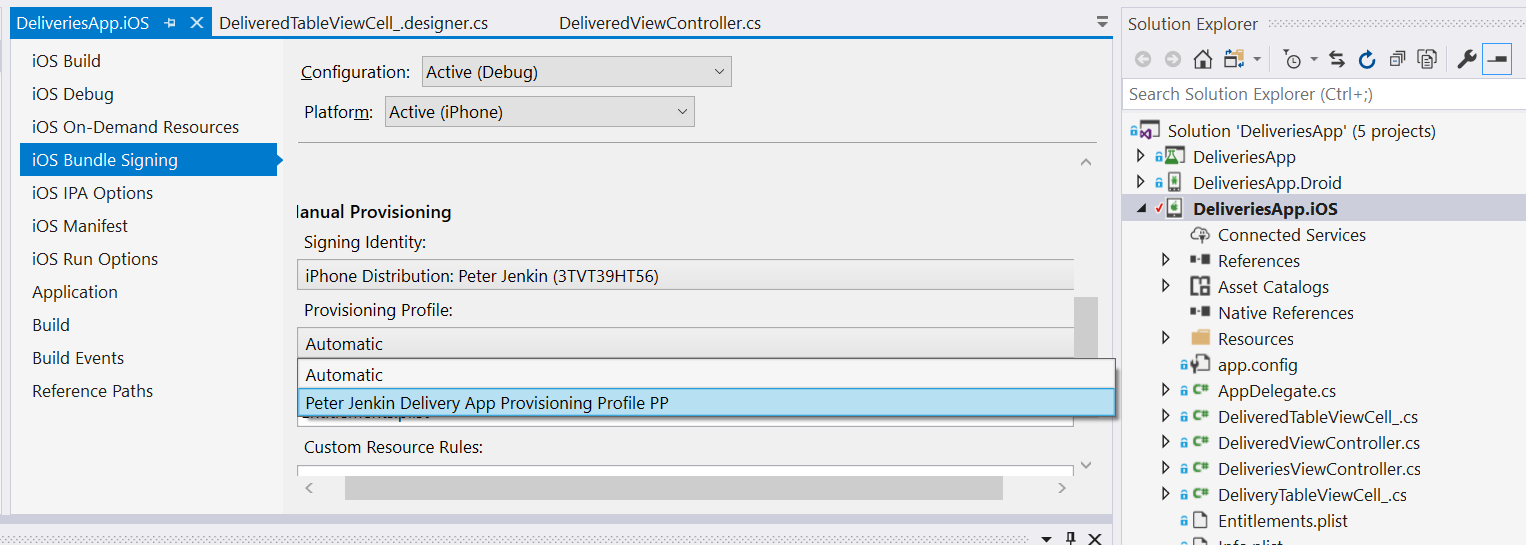 DeliveriesApp.iOS
DeliveredTableViewCell_.designer.cs
DeliveredViewController.cs
iOS Build
iOS Debug
iOS On-Demand Resources
iOS Bundle Signing
iOS IPA Options
iOS Manifest
iOS Run Options
Application
Build
Build Events
Reference Paths
Configuration: Active (Debug)
Platform: Active (iPhone)
anual Provisioning
Signing Identity:
iPhone Distribution: Peter Jenkin (3TVT39HT56)
Provisioning Profile:
Automatic
Automatic
Peter Jenkin Delivery App Provisioning Profile PP
Custom Resource Rules:
Solution Explorer
Search Solution Explorer (Ctrl+;)
Solution 'DeliveriesApp' (5 projects)
DeliveriesApp
DeliveriesApp.Droid
DeliveriesApp.iOS
Connected Services
References
Asset Catalogs
Native References
Resources
app.config
AppDelegate.cs
DeliveredTableViewCell_.cs
DeliveredViewController.cs
DeliveriesViewController.cs
DeliveryTableViewCell_.cs
Entitlements.plist